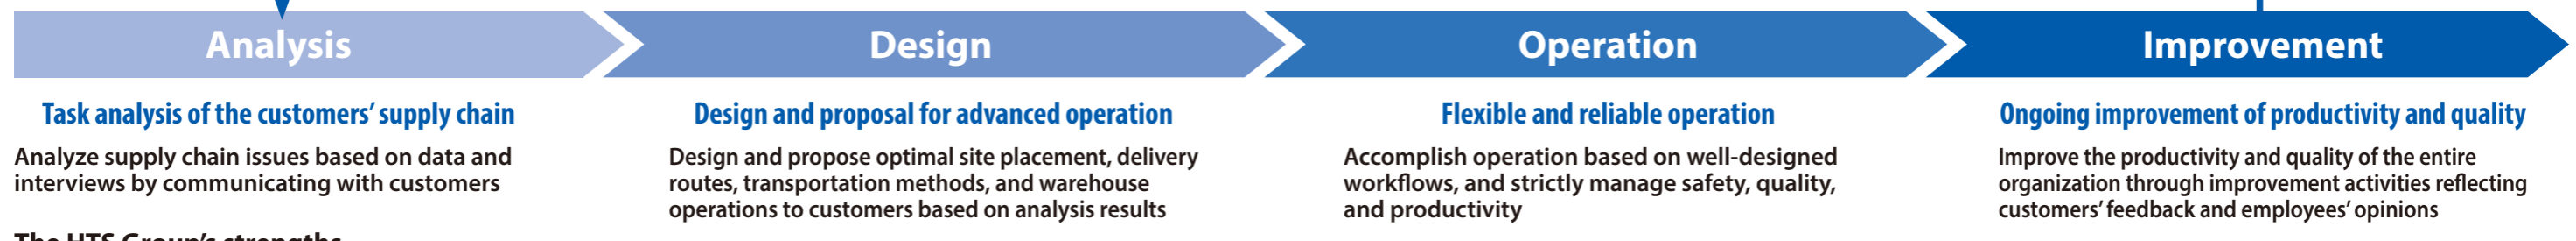 Analysis
Design
Operation
Improvement
Task analysis of the customers' supply chain
Analyze supply chain issues based on data and
interviews by communicating with customers
Design and proposal for advanced operation
Design and propose optimal site placement, delivery
routes, transportation methods, and warehouse
operations to customers based on analysis results
Flexible and reliable operation
Accomplish operation based on well-designed
workflows, and strictly manage safety, quality,
and productivity
Ongoing improvement of productivity and quality
Improve the productivity and quality of the entire
organization through improvement activities reflecting
customers' feedback and employees' opinions
The HTS Group's strengths